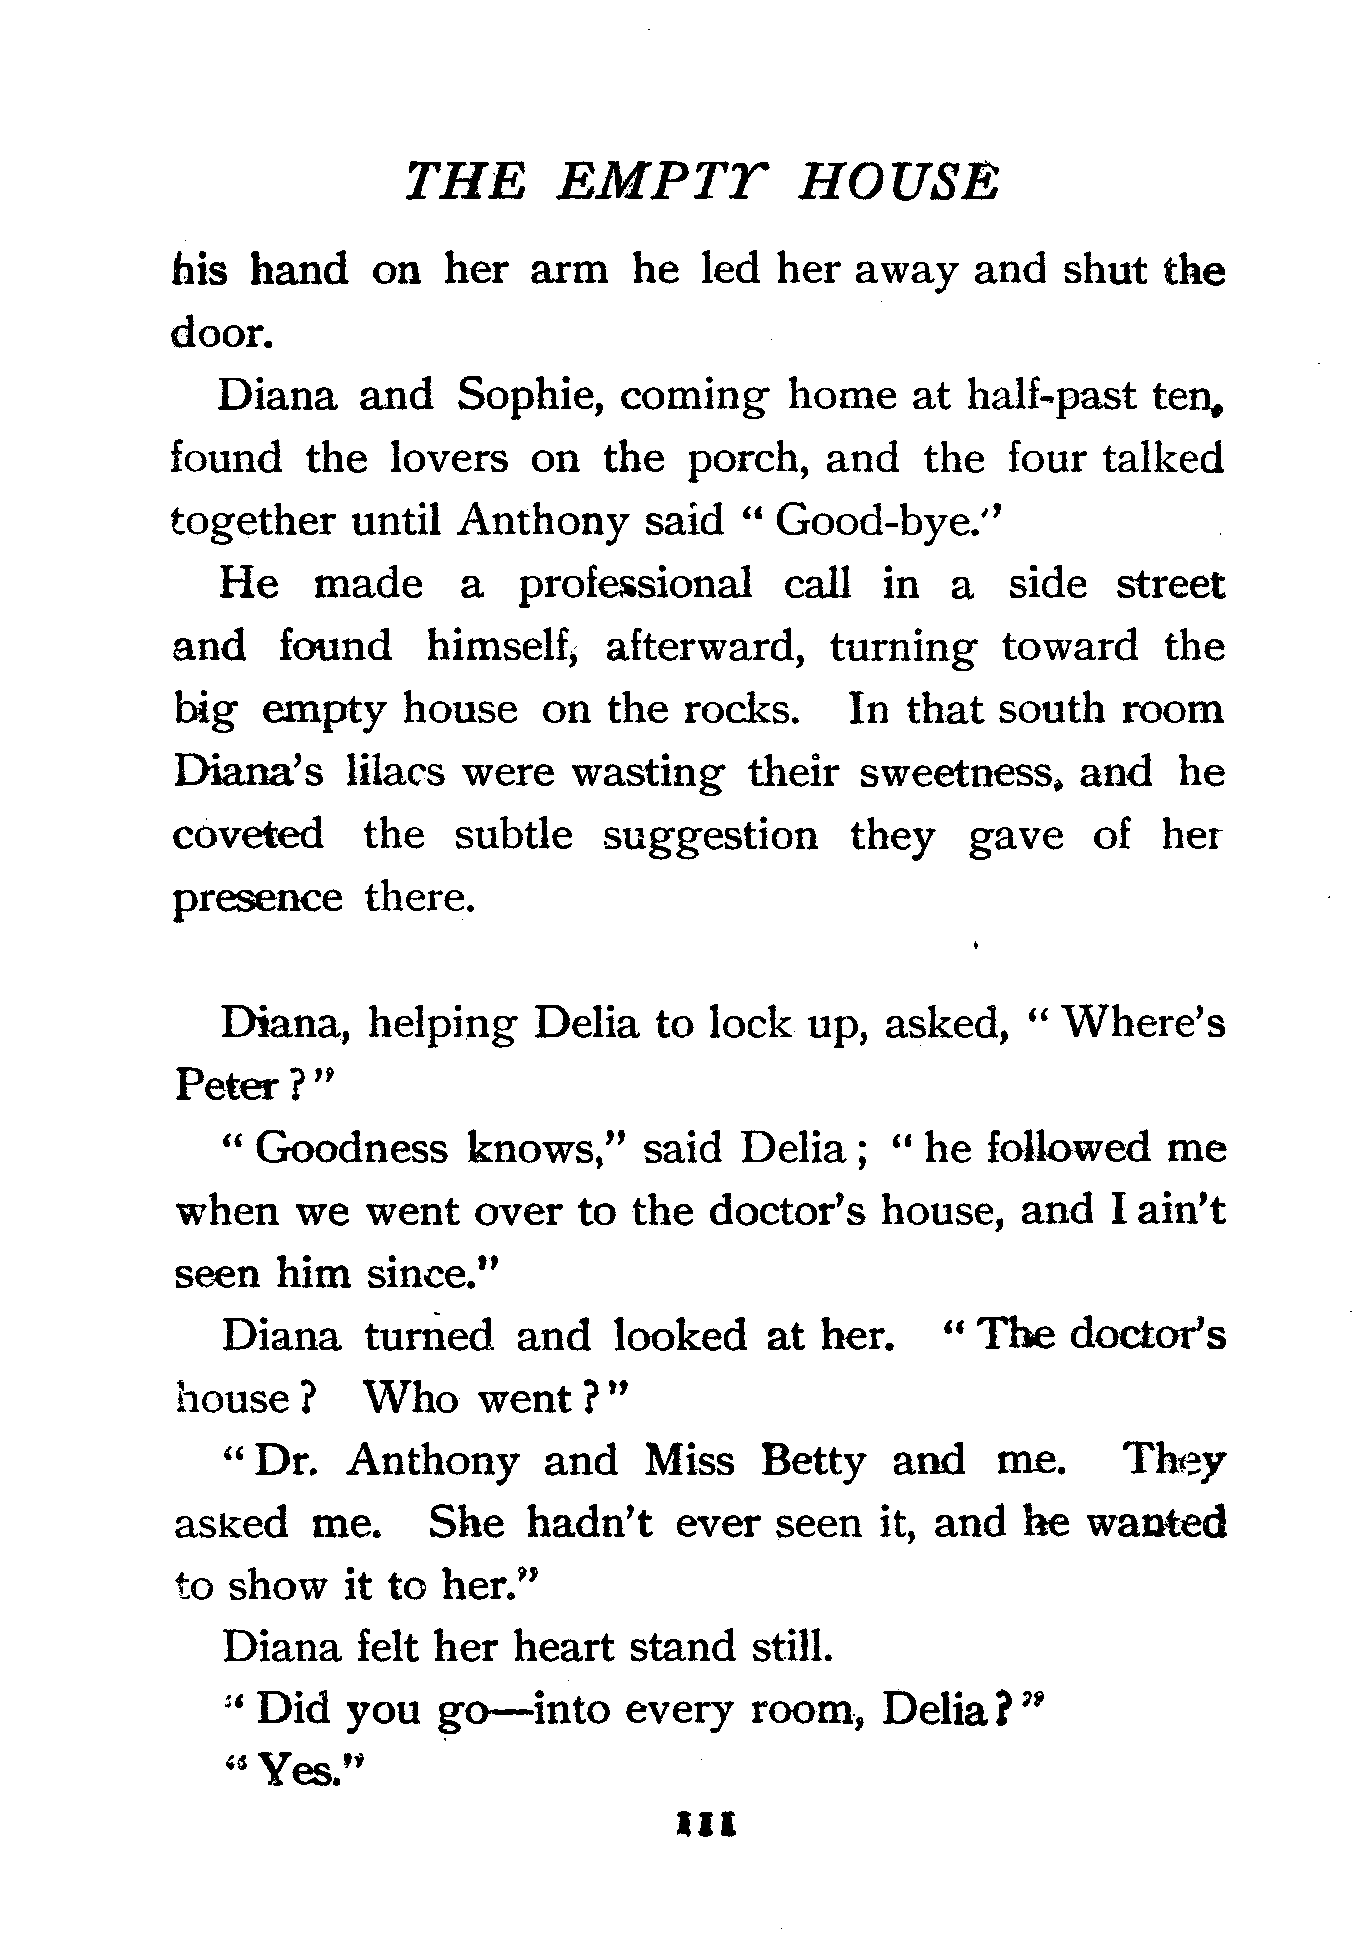 THE EMPTY HOUSE
his hand on her arm he led her away and shut the
door.
Diana and Sophie, coming home at half-past ten,
found the lovers on the porch, and the four talked
together until Anthony said “ Good-bye.”
He made a professional call in a side street
and found himself, afterward, turning toward the
big empty house on the rocks. In that south room
Diana’s lilacs were wasting their sweetness, and he
coveted the subtle suggestion they gave of her
presence there.
Diana, helping Delia to lock up, asked, “ Where’s
Peter ? ”
“ Goodness knows,” said Delia ; “ he followed me
when we went over to the doctor’s house, and I ain’t
seen him since.”
Diana turned and looked at her. “ The doctor’s
house ? Who went ? ”
“ Dr. Anthony and Miss Betty and me. They
asked me. She hadn’t ever seen it, and he wanted
to show it to her.”
Diana felt her heart stand still.
“ Did you go—into every room, Delia ? ”
“ Yes.”
111